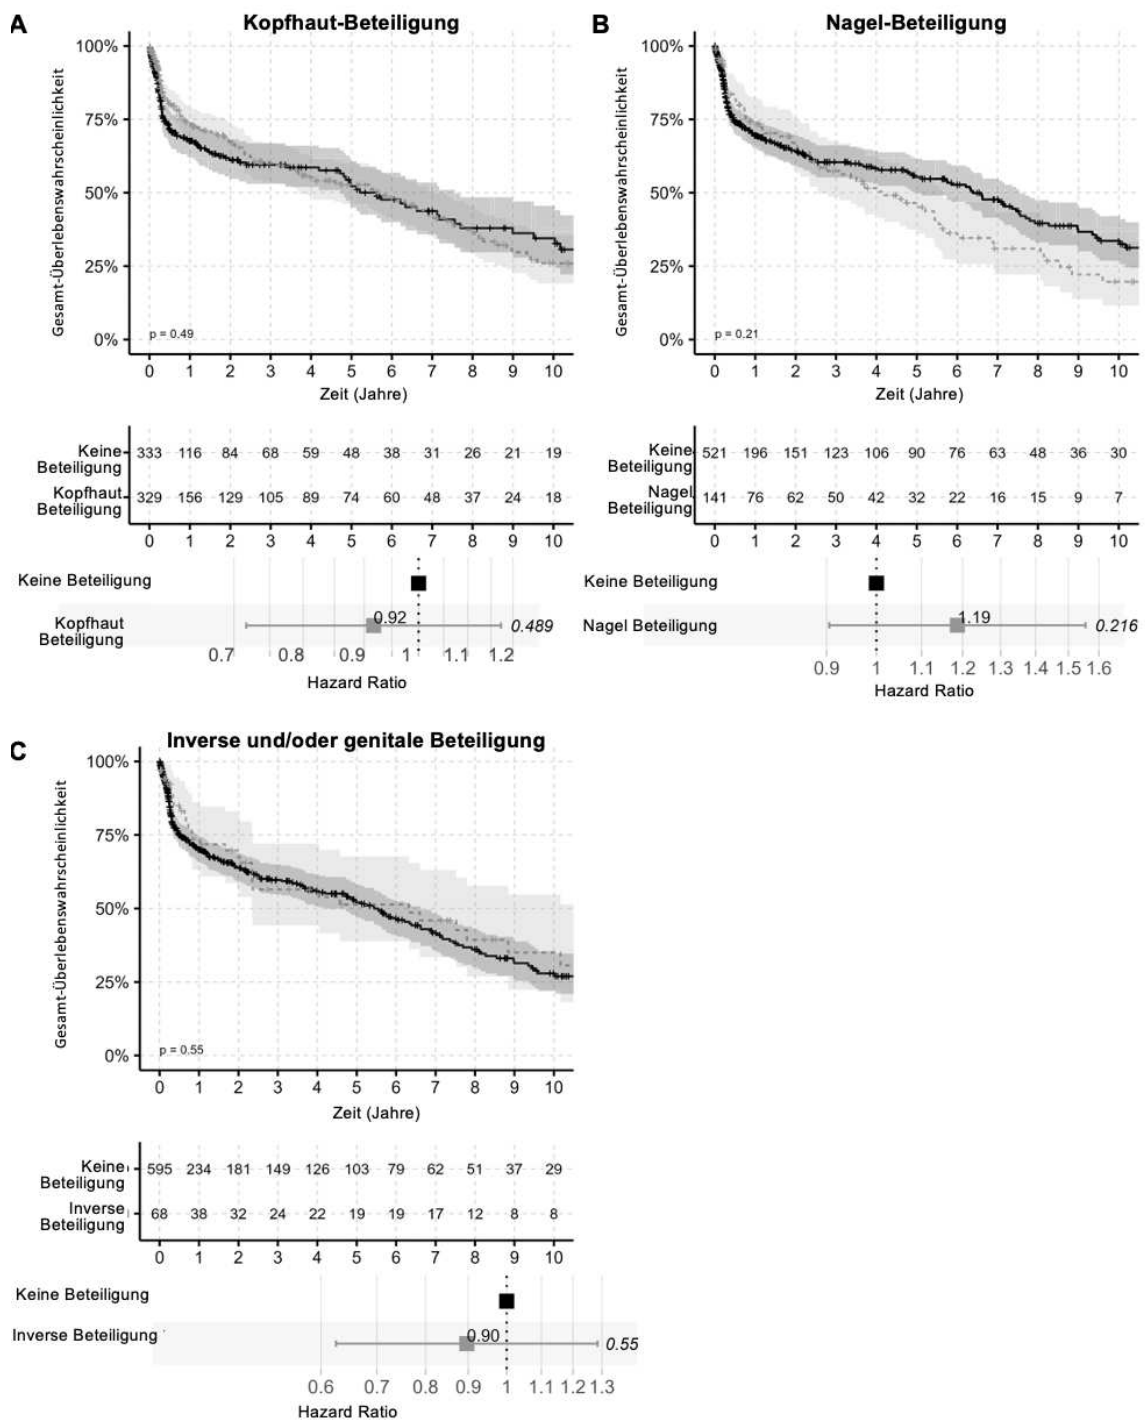 A
Kopfhaut-Beteiligung
Gesamt-Überlebenswahrscheinlichkeit
100%
75%
50%
25%
0%
p = 0.49
0 1 2 3 4 5 6 7 8 9 10
Zeit (Jahre)
Keine
Beteiligung
333 116 84 68 59 48 38 31 26 21 19
Kopfhaut
Beteiligung
329 156 129 105 89 74 60 48 37 24 18
0 1 2 3 4 5 6 7 8 9 10
Keine Beteiligung
Kopfhaut
Beteiligung
0.92
0.489
0.7 0.8 0.9 1 1.1 1.2
Hazard Ratio
B
Nagel-Beteiligung
Gesamt-Überlebenswahrscheinlichkeit
100%
75%
50%
25%
0%
p = 0.21
0 1 2 3 4 5 6 7 8 9 10
Zeit (Jahre)
Keine
Beteiligung
521 196 151 123 106 90 76 63 48 36 30
Nagel
Beteiligung
141 76 62 50 42 32 22 16 15 9 7
0 1 2 3 4 5 6 7 8 9 10
Keine Beteiligung
Nagel Beteiligung
1.19
0.216
0.9 1 1.1 1.2 1.3 1.4 1.5 1.6
Hazard Ratio
C
Inverse und/oder genitale Beteiligung
Gesamt-Überlebenswahrscheinlichkeit
100%
75%
50%
25%
0%
p = 0.55
0 1 2 3 4 5 6 7 8 9 10
Zeit (Jahre)
Keine
Beteiligung
595 234 181 149 126 103 79 62 51 37 29
Inverse
Beteiligung
68 38 32 24 22 19 19 17 12 8 8
0 1 2 3 4 5 6 7 8 9 10
Keine Beteiligung
Inverse Beteiligung
0.90
0.55
0.6 0.7 0.8 0.9 1 1.1 1.2 1.3
Hazard Ratio